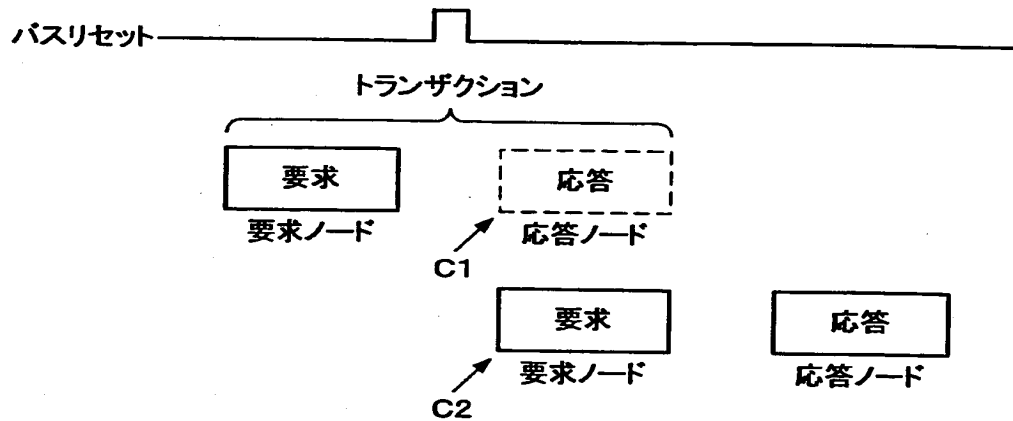 バスリセット
トランザクション
要求
応答
要求ノード
応答ノード
C1
要求
応答
要求ノード
応答ノード
C2